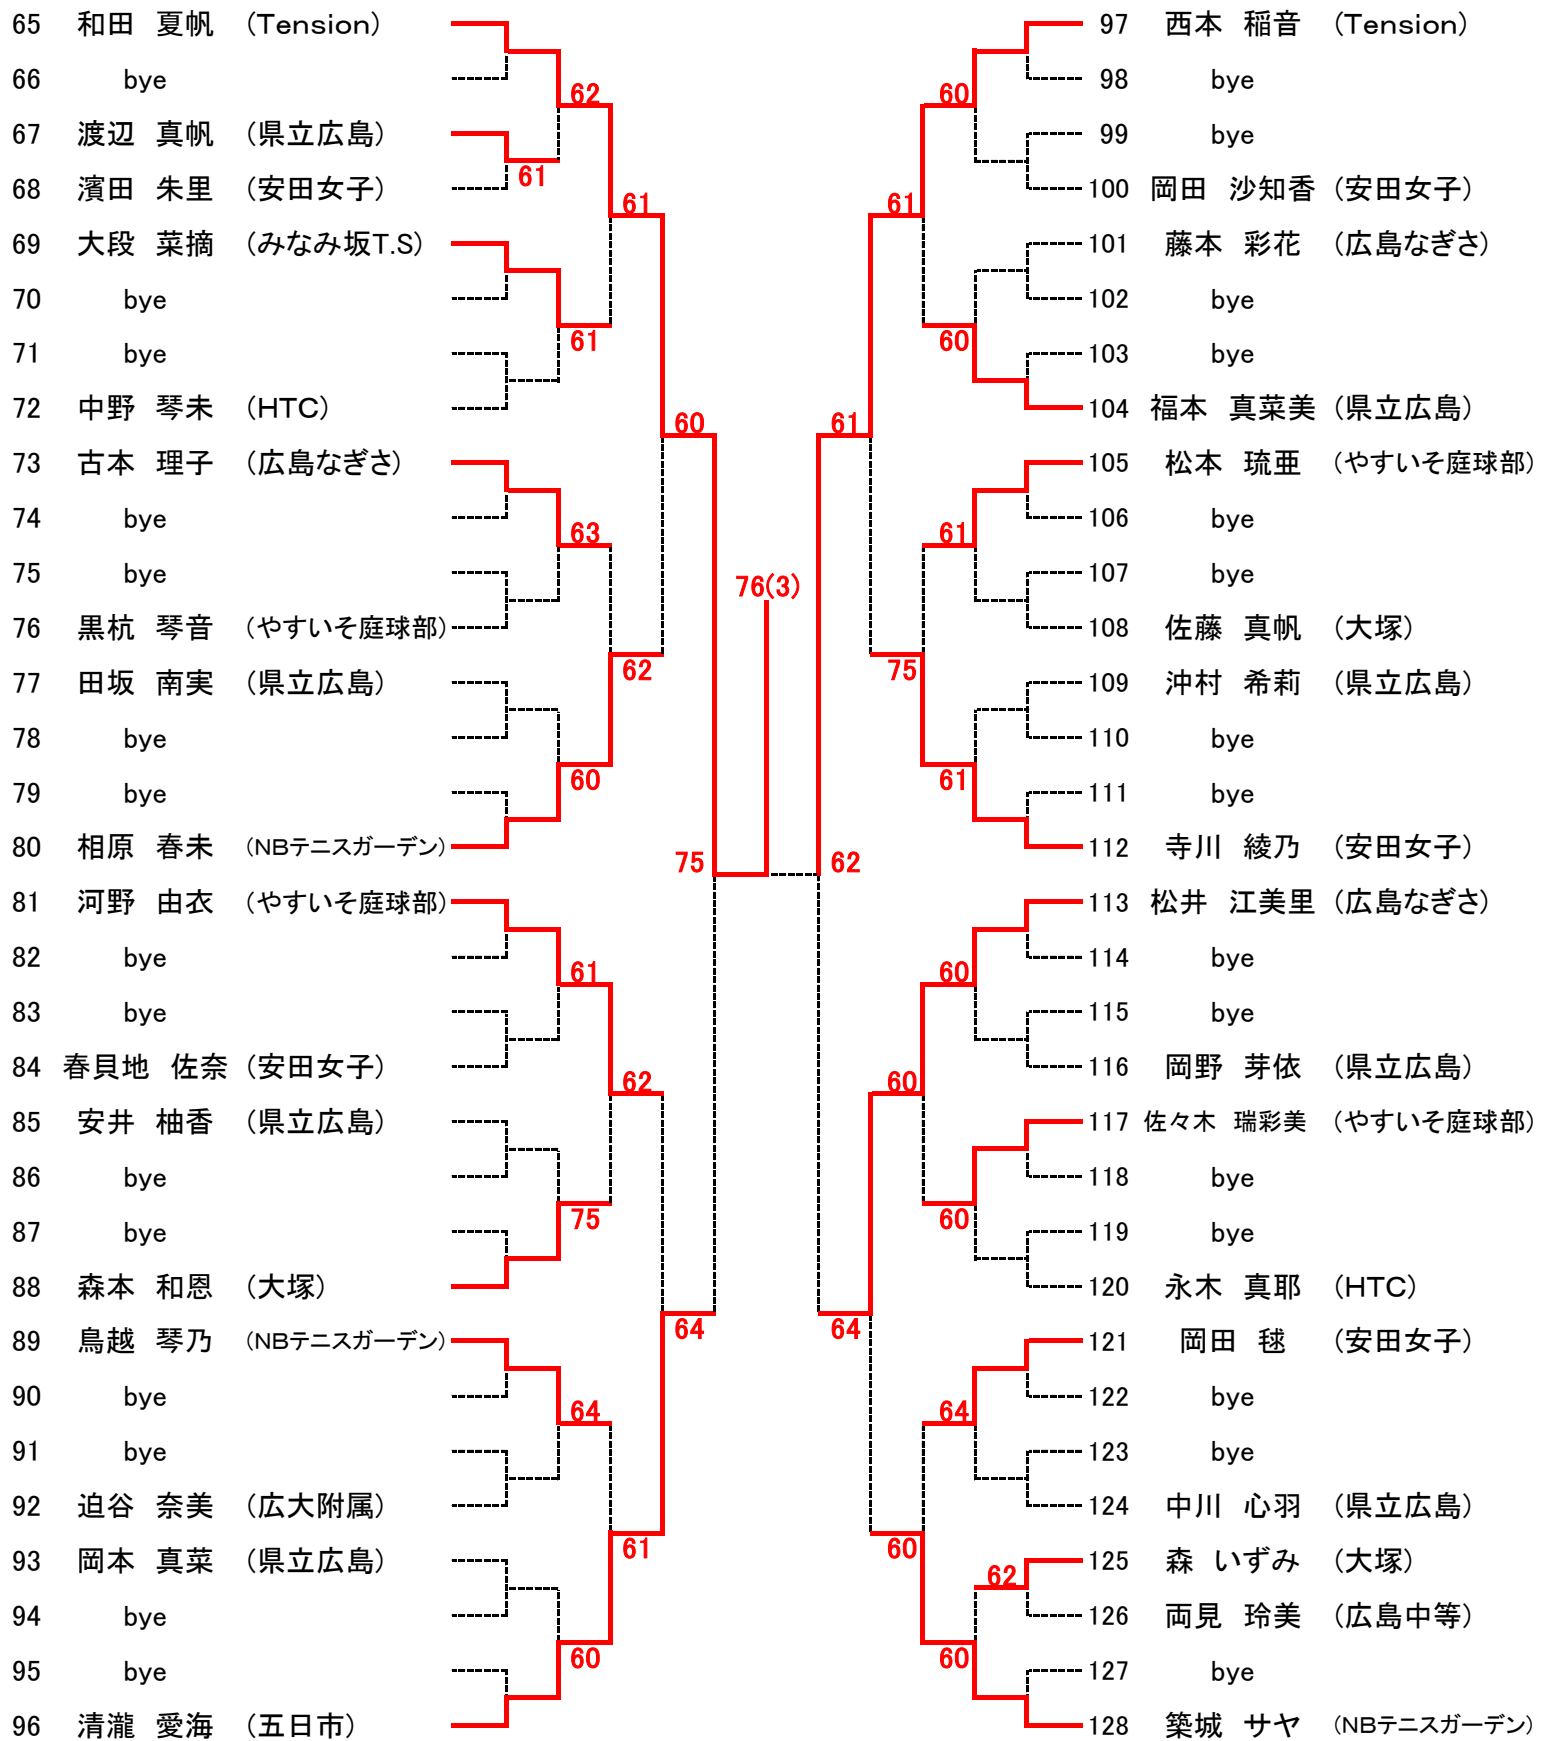 65 和田 夏帆 (Tension)
66 bye
67 渡辺 真帆 (県立広島)
68 濱田 朱里 (安田女子)
69 大段 菜摘 (みなみ坂T.S)
70 bye
71 bye
72 中野 琴未 (HTC)
73 古本 理子 (広島なぎさ)
74 bye
75 bye
76 黒杭 琴音 (やすいそ庭球部)
77 田坂 南実 (県立広島)
78 bye
79 bye
80 相原 春未 (NBテニスガーデン)
81 河野 由衣 (やすいそ庭球部)
82 bye
83 bye
84 春貝地 佐奈 (安田女子)
85 安井 柚香 (県立広島)
86 bye
87 bye
88 森本 和恩 (大塚)
89 鳥越 琴乃 (NBテニスガーデン)
90 bye
91 bye
92 迫谷 奈美 (広大附属)
93 岡本 真菜 (県立広島)
94 bye
95 bye
96 清瀧 愛海 (五日市)
62
61
61
61
60
63
62
60
75
61
62
75
64
64
61
60
76(3)
60
61
60
61
61
75
61
62
60
60
60
64
64
60
62
60
97 西本 稲音 (Tension)
98 bye
99 bye
100 岡田 沙知香 (安田女子)
101 藤本 彩花 (広島なぎさ)
102 bye
103 bye
104 福本 真菜美 (県立広島)
105 松本 琉亜 (やすいそ庭球部)
106 bye
107 bye
108 佐藤 真帆 (大塚)
109 沖村 希莉 (県立広島)
110 bye
111 bye
112 寺川 綾乃 (安田女子)
113 松井 江美里 (広島なぎさ)
114 bye
115 bye
116 岡野 芽依 (県立広島)
117 佐々木 瑞彩美 (やすいそ庭球部)
118 bye
119 bye
120 永木 真耶 (HTC)
121 岡田 毬 (安田女子)
122 bye
123 bye
124 中川 心羽 (県立広島)
125 森 いずみ (大塚)
126 両見 玲美 (広島中等)
127 bye
128 築城 サヤ (NBテニスガーデン)